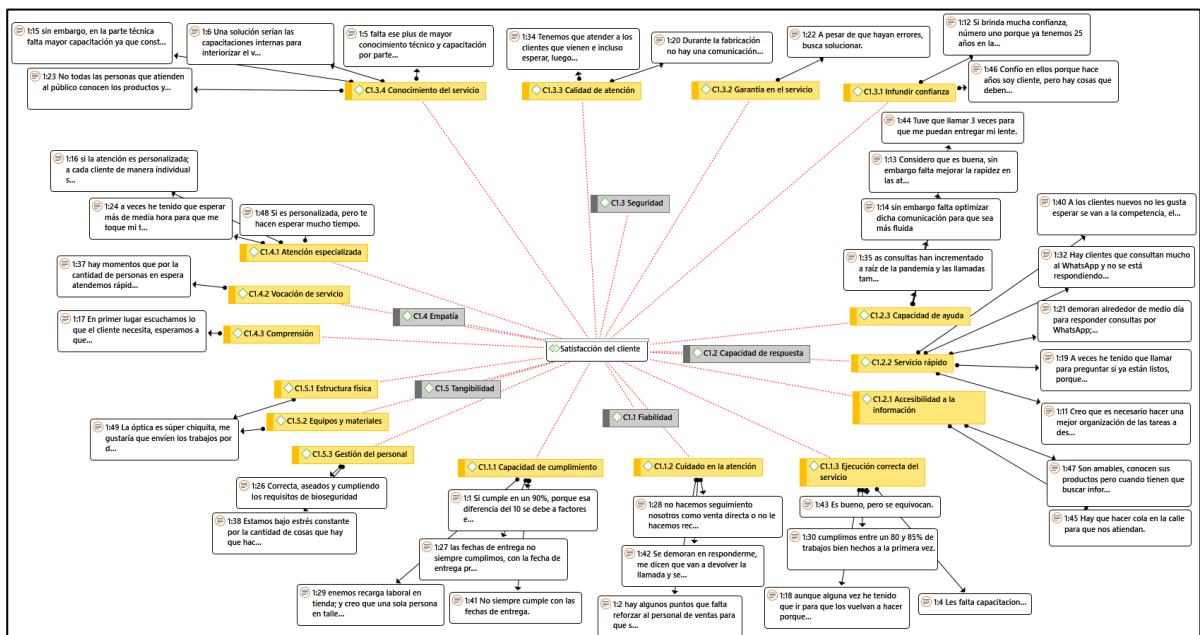 1:15 sin embargo, en la parte técnica
falta mayor capacitación ya que const...
1:6 Una solución serían las
capacitaciones internas para
interiorizar el v...
1:5 falta ese plus de mayor
conocimiento técnico y capacitación
por parte...
1:34 Tenemos que atender a los
clientes que vienen e incluso
esperar, luego...
1:20 Durante la fabricación
no hay una comunicación...
1:22 A pesar de que hayan errores,
busca solucionar.
1:12 Si brinda mucha confianza,
número uno porque ya tenemos 25
años en la...
1:23 No todas las personas que atienden
al público conocen los productos y...
C1.3.4 Conocimiento del servicio
C1.3.3 Calidad de atención
C1.3.2 Garantia en el servicio
C1.3.1 Infundir confianza
1:46 Confío en ellos porque hace
años soy cliente, pero hay cosas que
deben...
1:44 Tuve que llamar 3 veces para
que me puedan entregar mi lente.
1:16 si la atención es personalizada;
a cada cliente de manera individual
s...
1:13 Considero que es buena, sin
embargo falta mejorar la rapidez en
las at...
1:24 a veces he tenido que esperar
más de media hora para que me
toque mi t...
1:48 Si es personalizada, pero te
hacen esperar mucho tiempo.
C1.3 Seguridad
1:14 sin embargo falta optimizar
dicha comunicación para que sea
más fluida
1:40 A los clientes nuevos no les gusta
esperar se van a la competencia, el...
C1.4.1 Atención especializada
1:35 as consultas han incrementado
a raíz de la pandemia y las llamadas
tam...
1:32 Hay clientes que consultan
mucho al WhatsApp y no se está
respondiendo...
1:37 hay momentos que por la
cantidad de personas en espera
atendemos rápid...
C1.4.2 Vocación de servicio
C1.4 Empatía
C1.2.3 Capacidad de ayuda
1:21 demoran alrededor de medio día
para responder consultas por
WhatsApp;...
1:17 En primer lugar escuchamos lo
que el cliente necesita, esperamos a
que...
C1.4.3 Comprensión
Satisfacción del cliente
C1.2 Capacidad de respuesta
C1.2.2 Servicio rápido
1:19 A veces he tenido que llamar
para preguntar si ya están listos,
porque...
C1.5.1 Estructura física
C1.5 Tangibilidad
C1.2.1 Accesibilidad a la
información
1:11 Creo que es necesario hacer una
mejor organización de las tareas a
des...
C1.5.2 Equipos y materiales
C1.1 Fiabilidad
1:49 La óptica es súper chiquita, me
gustaría que envíen los trabajos por
d...
C1.5.3 Gestión del personal
C1.1.1 Capacidad de cumplimiento
C1.1.2 Cuidado en la atención
C1.1.3 Ejecución correcta del
servicio
1:47 Son amables, conocen sus
productos pero cuando tienen que
buscar infor...
1:26 Correcta, aseados y cumpliendo
los requisitos de bioseguridad
1:1 Si cumple en un 90%, porque esa
diferencia del 10 se debe a factores
e...
1:28 no hacemos seguimiento
nosotros como venta directa o no le
hacemos rec...
1:43 Es bueno, pero se equivocan.
1:45 Hay que hacer cola en la calle
para que nos atiendan.
1:38 Estamos bajo estrés constante
por la cantidad de cosas que hay
que hac...
1:27 las fechas de entrega no
siempre cumplimos, con la fecha de
entrega pr...
1:42 Se demoran en responderme,
me dicen que van a devolver la
llamada y se...
1:30 cumplimos entre un 80 y 85% de
trabajos bien hechos a la primera vez.
1:29 enemos recarga laboral en
tienda; y creo que una sola persona
en talle...
1:41 No siempre cumple con las
fechas de entrega.
1:2 hay algunos puntos que falta
reforzar al personal de ventas para
que s...
1:18 aunque alguna vez he tenido
que ir para que los vuelvan a hacer
porque...
1:4 Les falta capacitacion...